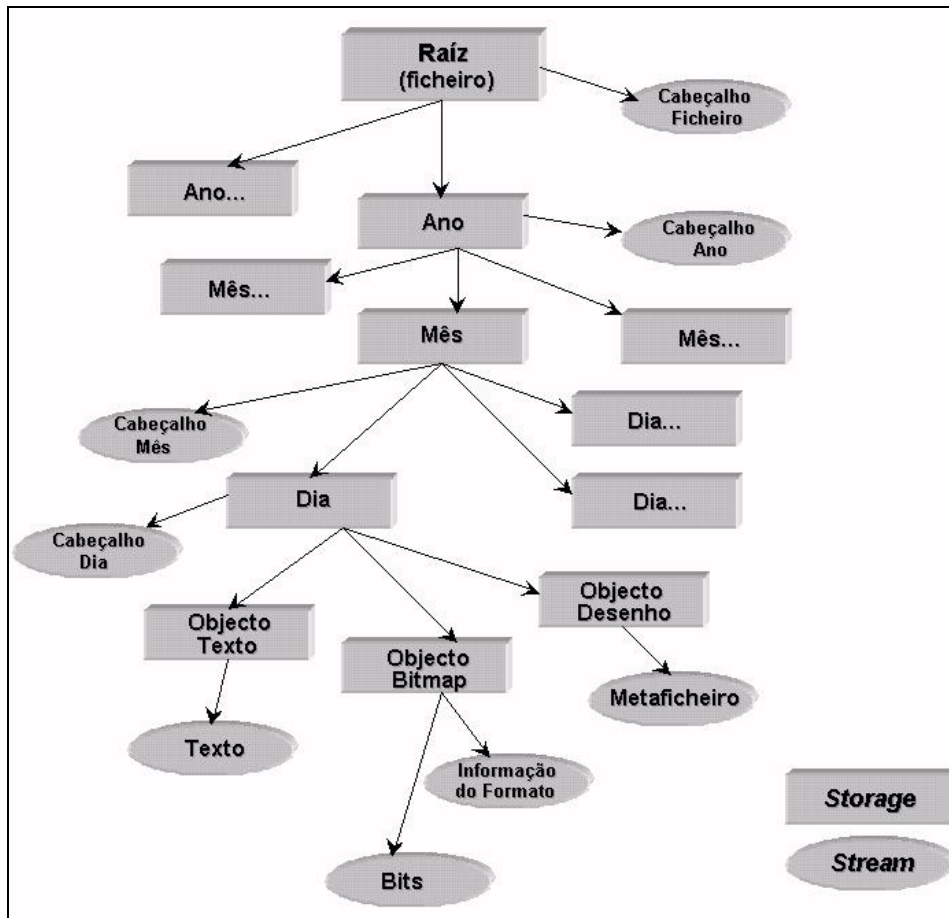 Raíz
(ficheiro)
Cabeçalho
Ficheiro
Ano...
Ano
Cabeçalho
Ano
Mês...
Mês
Mês...
Cabeçalho
Mês
Dia...
Dia
Dia...
Cabeçalho
Dia
Objecto
Texto
Objecto
Bitmap
Objecto
Desenho
Metaficheiro
Texto
Informação
do Formato
Bits
Storage
Stream